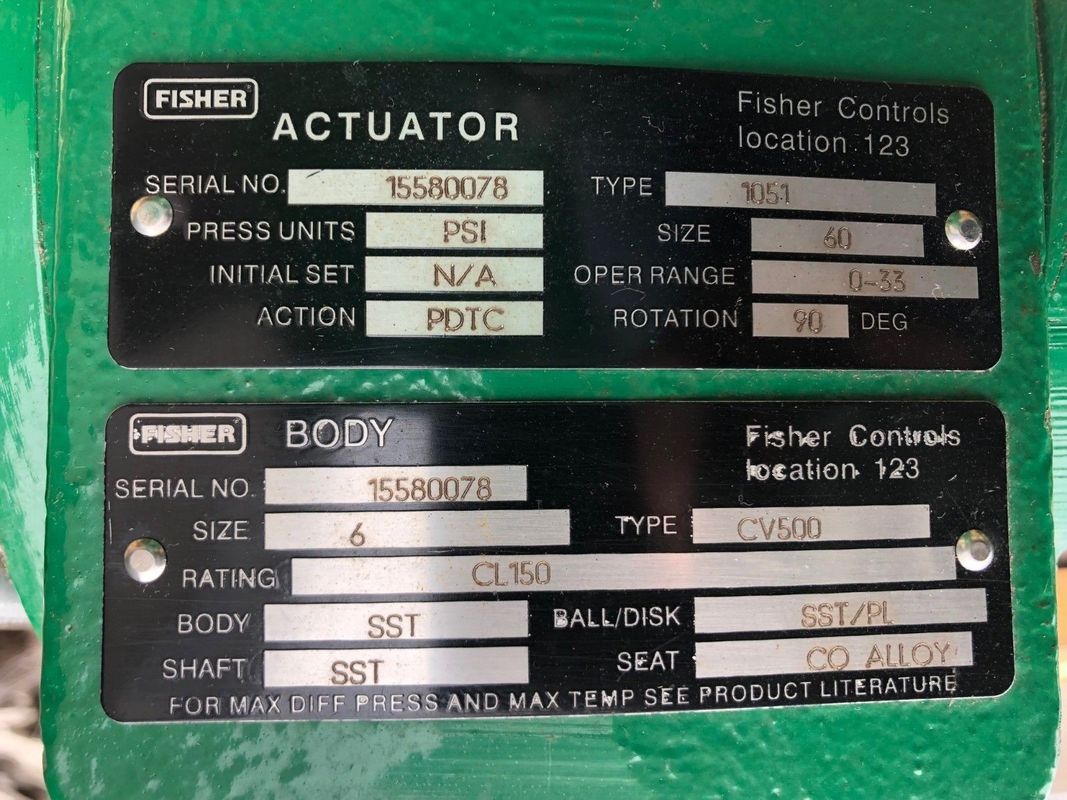 FISHER
ACTUATOR
Fisher Controls
location 123
SERIAL NO. 15580078 TYPE 1051
PRESS UNITS PSI SIZE 60
INITIAL SET N/A OPER RANGE 0-33
ACTION PDTC ROTATION 90 DEG
FISHER BODY Fisher Controls
location 123
SERIAL NO. 15580078
SIZE 6 TYPE CV500
RATING CL150
BODY SST BALL/DISK SST/PL
SHAFT SST SEAT CO ALLOY
FOR MAX DIFF PRESS AND MAX TEMP SEE PRODUCT LITERATURE